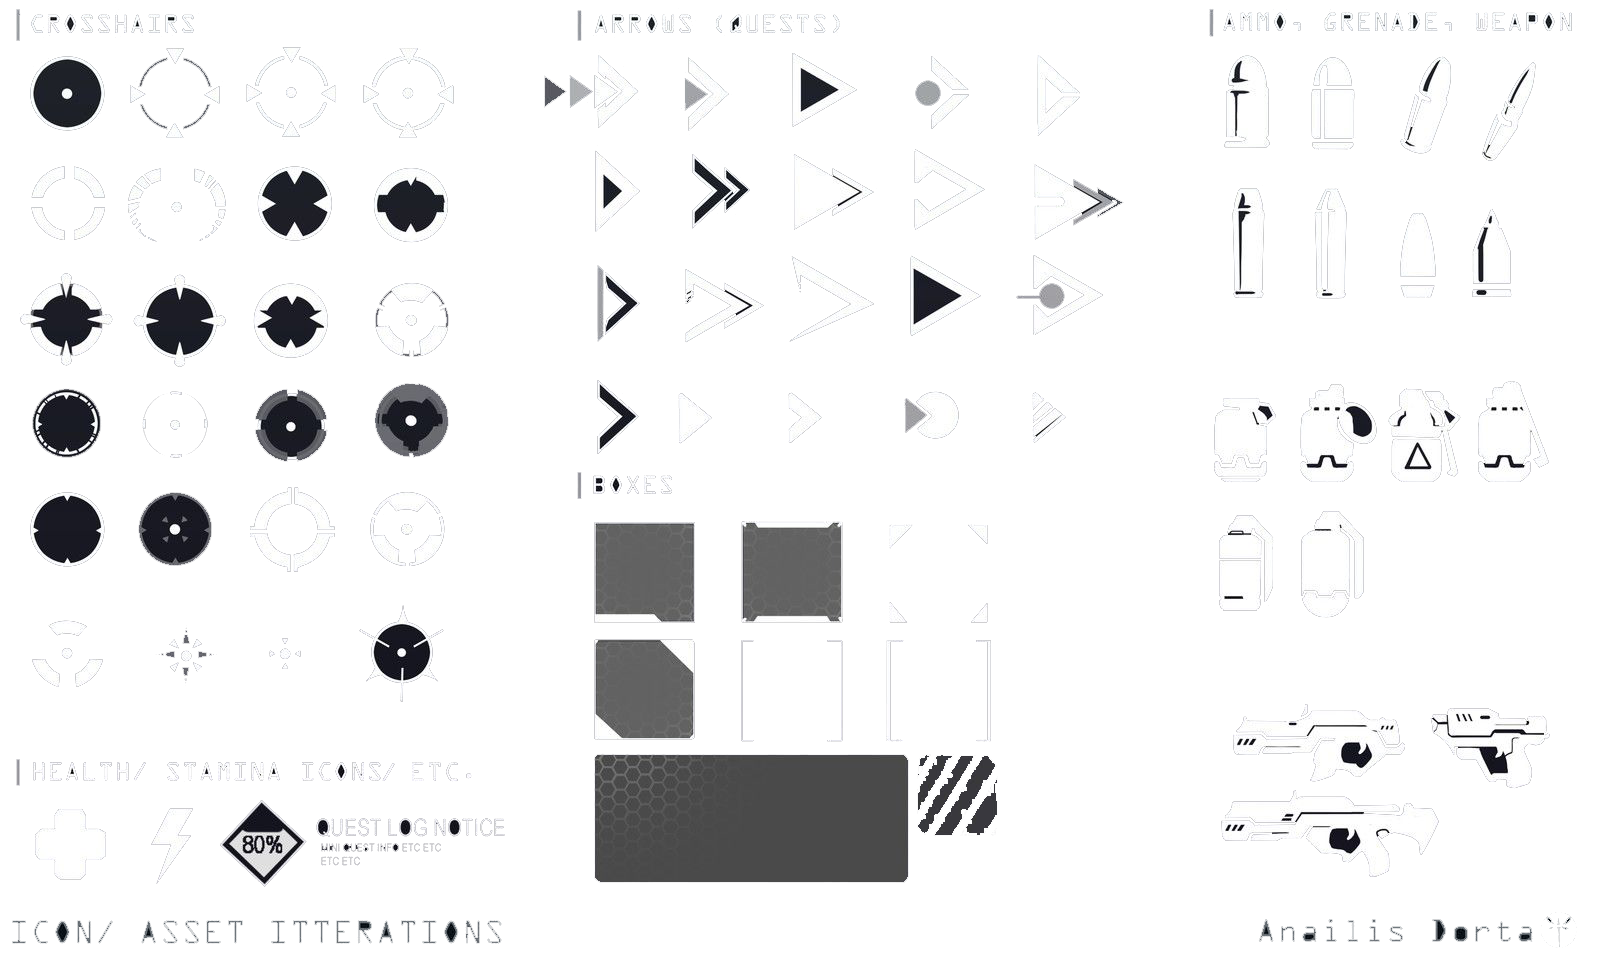 CROSSHAIRS
ARROWS (QUESTS)
AMMO, GRENADE, WEAPON
BOXES
HEALTH/ STAMINA ICONS/ ETC.
80%
QUEST LOG NOTICE
MINI QUEST INFO ETC ETC
ETC ETC
ICON/ ASSET ITTERATIONS
Anailis Dorta